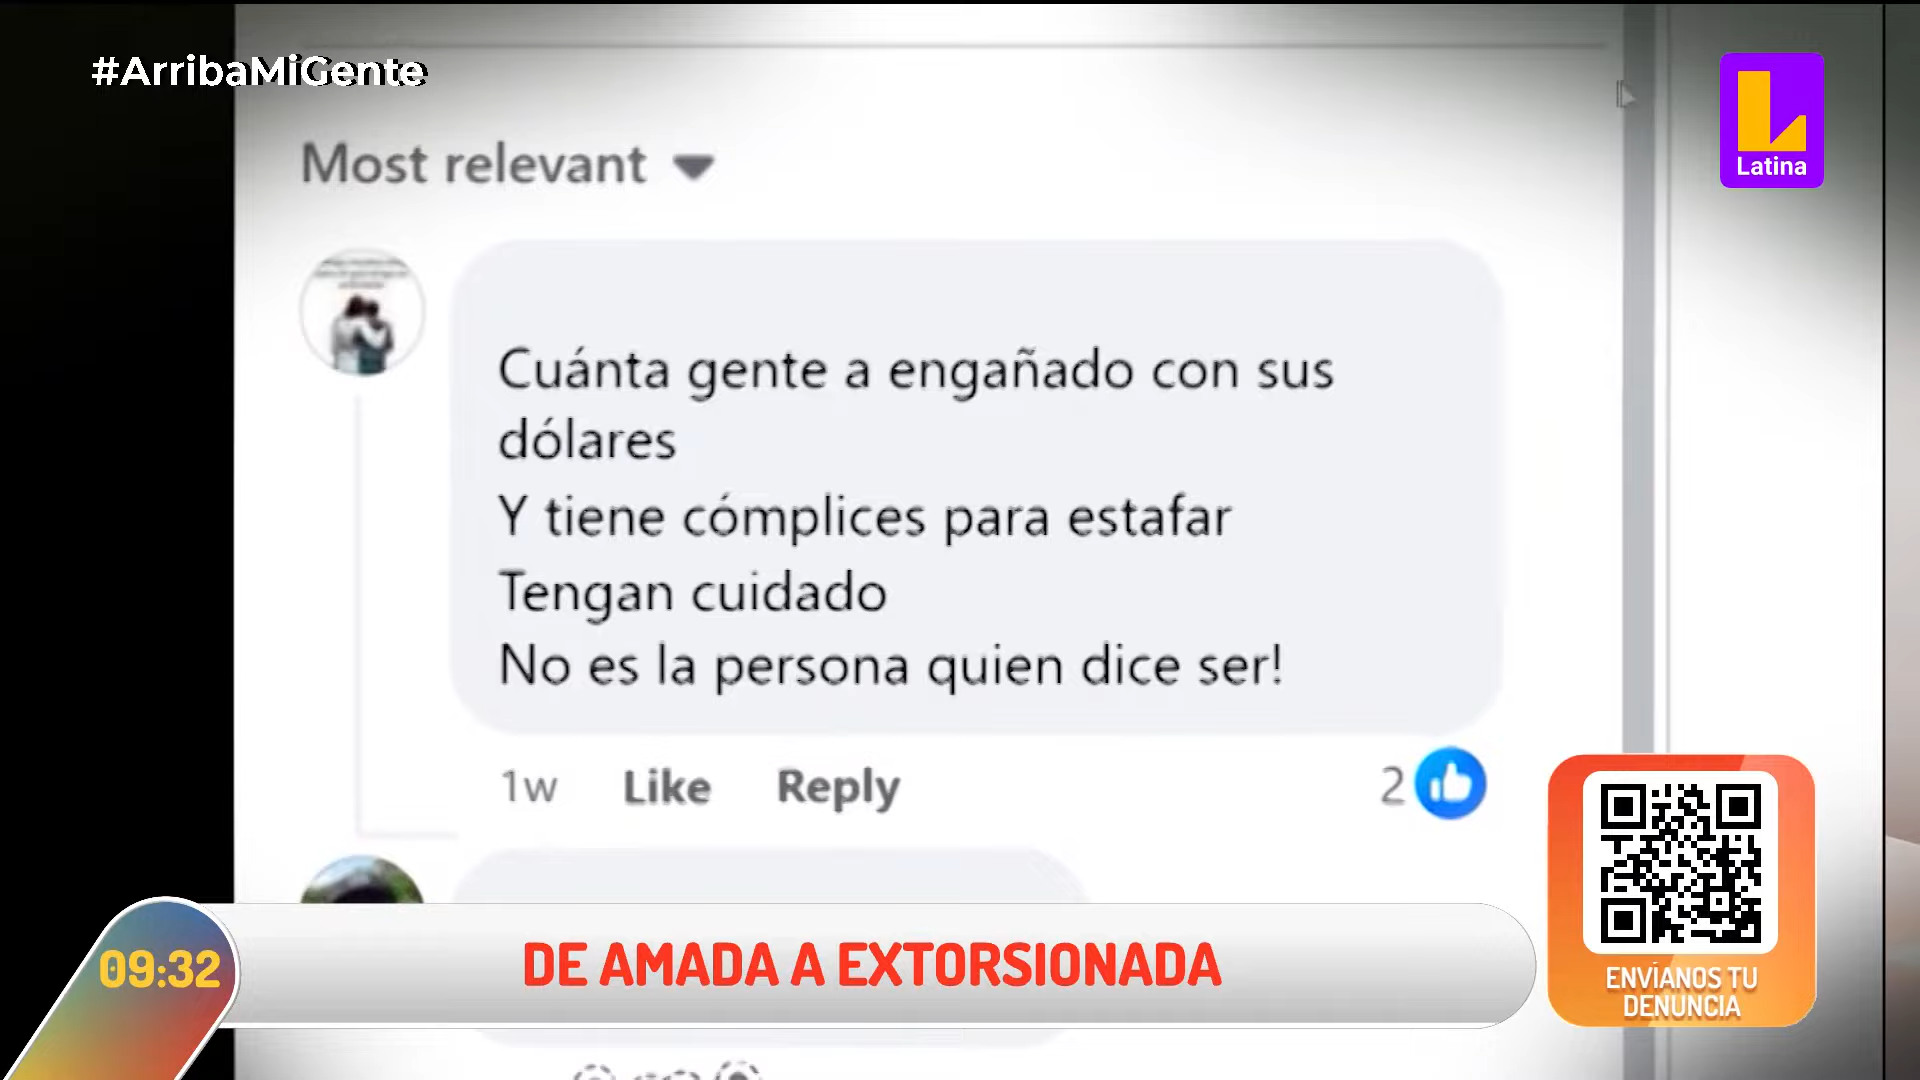 #ArribaMiGente
Latina
Most relevant
Cuánta gente a engañado con sus
dólares
Y tiene cómplices para estafar
Tengan cuidado
No es la persona quien dice ser!
1w Like Reply 2
09:32
DE AMADA A EXTORSIONADA
ENVÍANOS TU
DENUNCIA